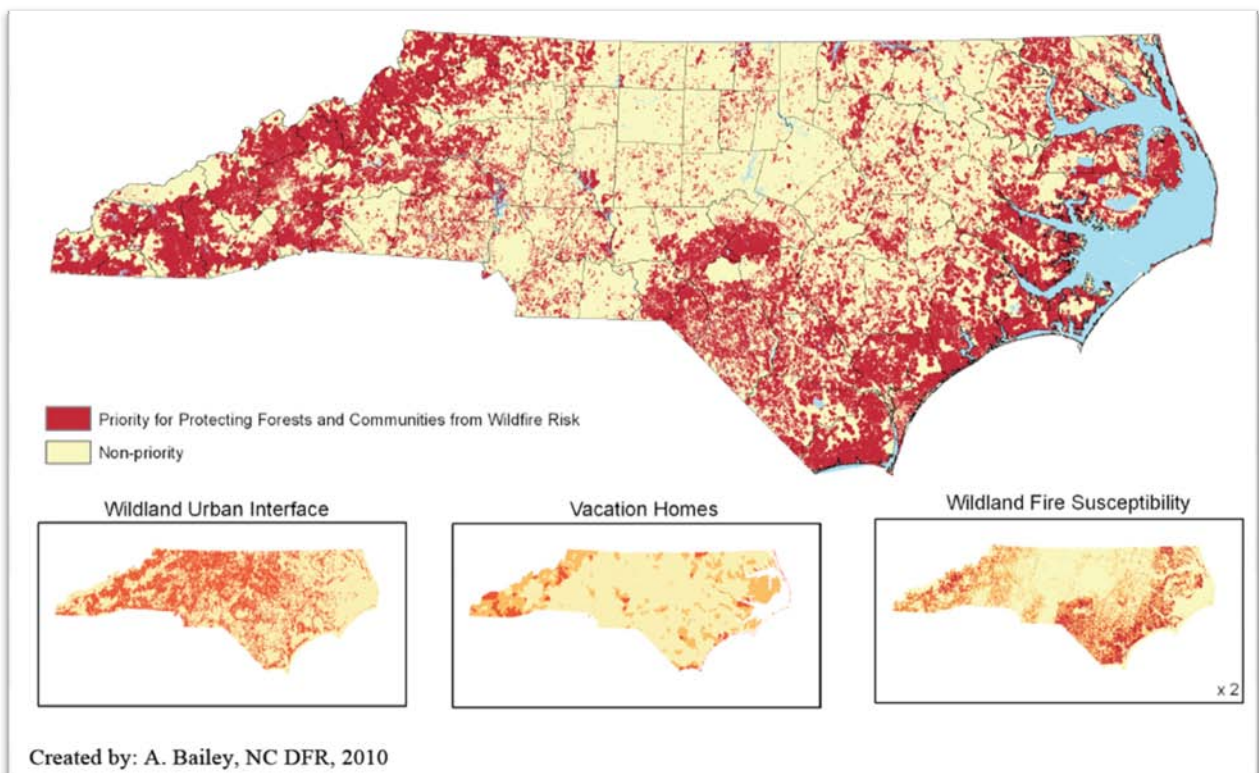 Priority for Protecting Forests and Communities from Wildfire Risk
Non-priority
Wildland Urban Interface
Vacation Homes
Wildland Fire Susceptibility
x 2
Created by: A. Bailey, NC DFR, 2010